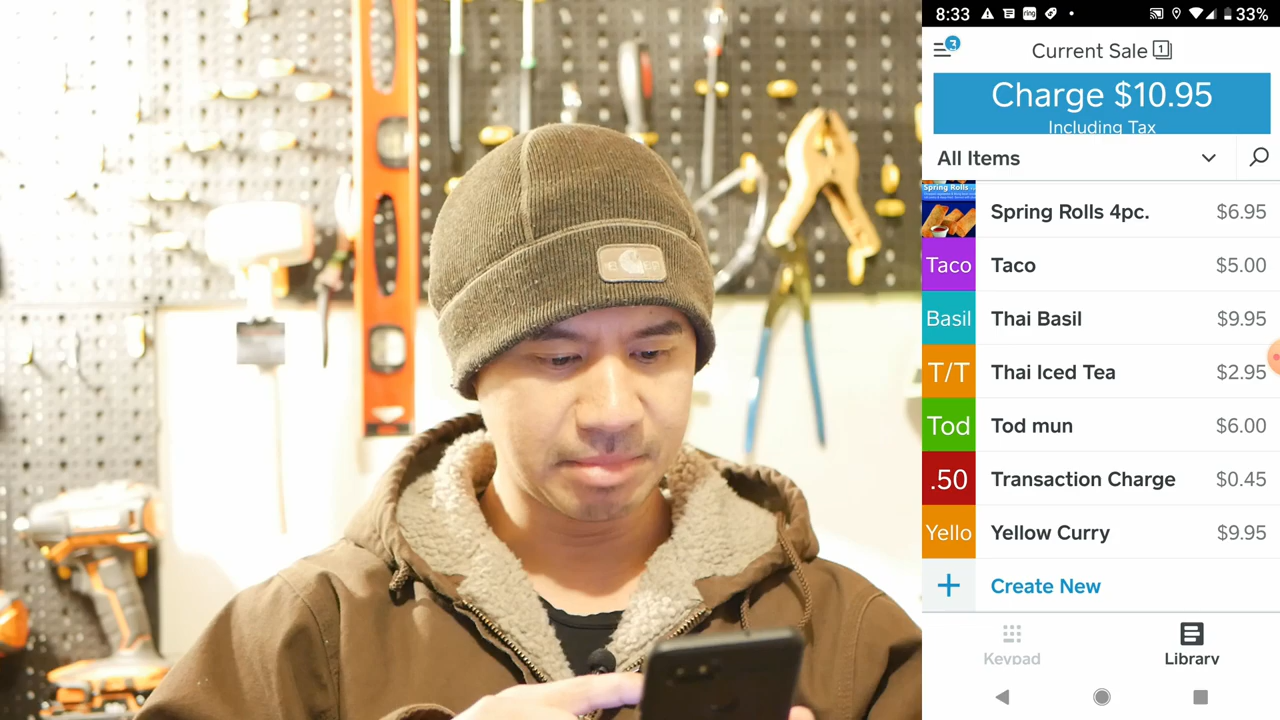 8:33
ring
33%
Current Sale 1
Charge $10.95
Including Tax
All Items
Spring Rolls ..
Spring Rolls 4pc. $6.95
Taco Taco $5.00
Basil Thai Basil $9.95
T/T Thai Iced Tea $2.95
Tod Tod mun $6.00
.50 Transaction Charge $0.45
Yello Yellow Curry $9.95
+ Create New
Keypad
Library